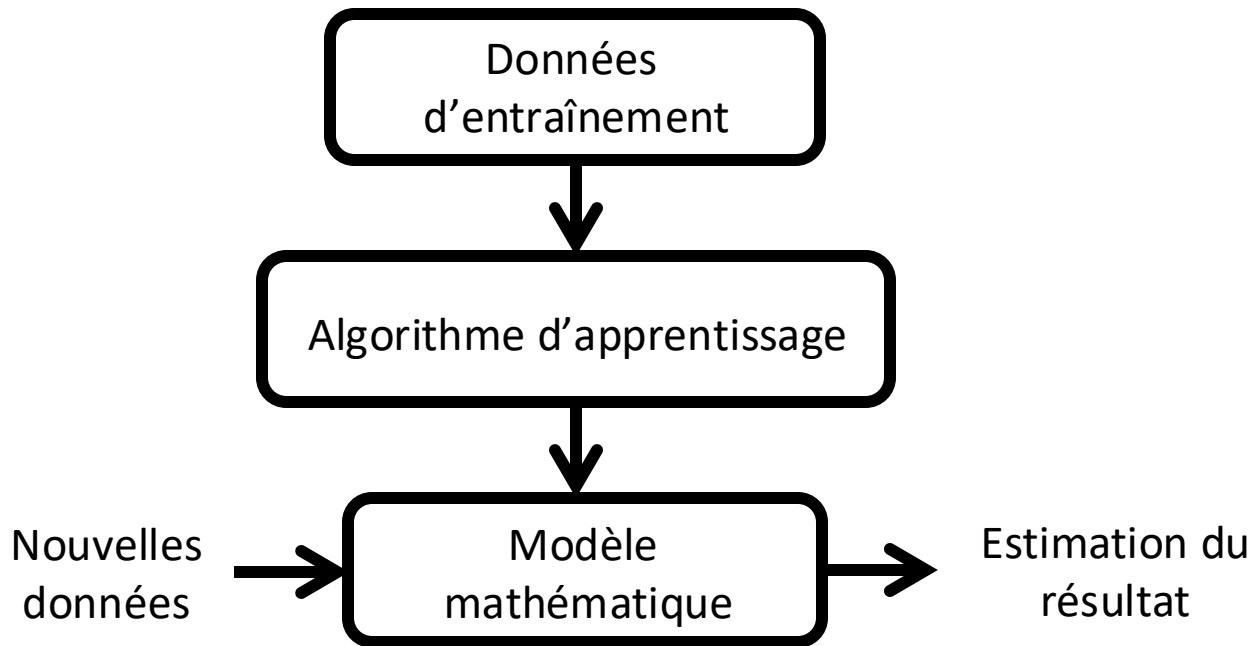 Données
d’entraînement
Algorithme d’apprentissage
Nouvelles
données
Modèle
mathématique
Estimation du
résultat